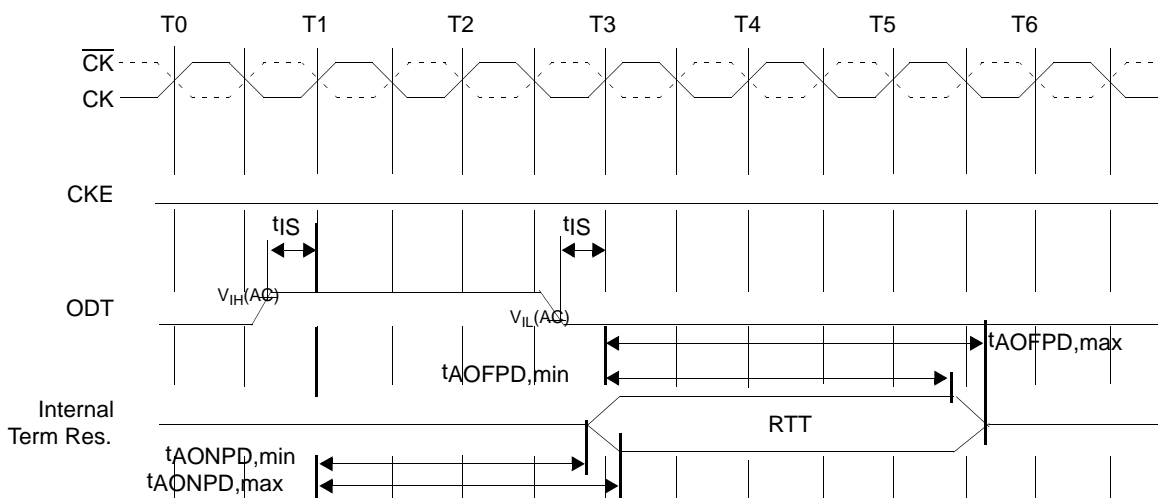 T0 T1 T2 T3 T4 T5 T6
CK
CK
CKE
tIS tIS
VIH(AC)
ODT
VIL(AC)
tAOFPD,max
tAOFPD,min
Internal
Term Res.
RTT
tAONPD,min
tAONPD,max